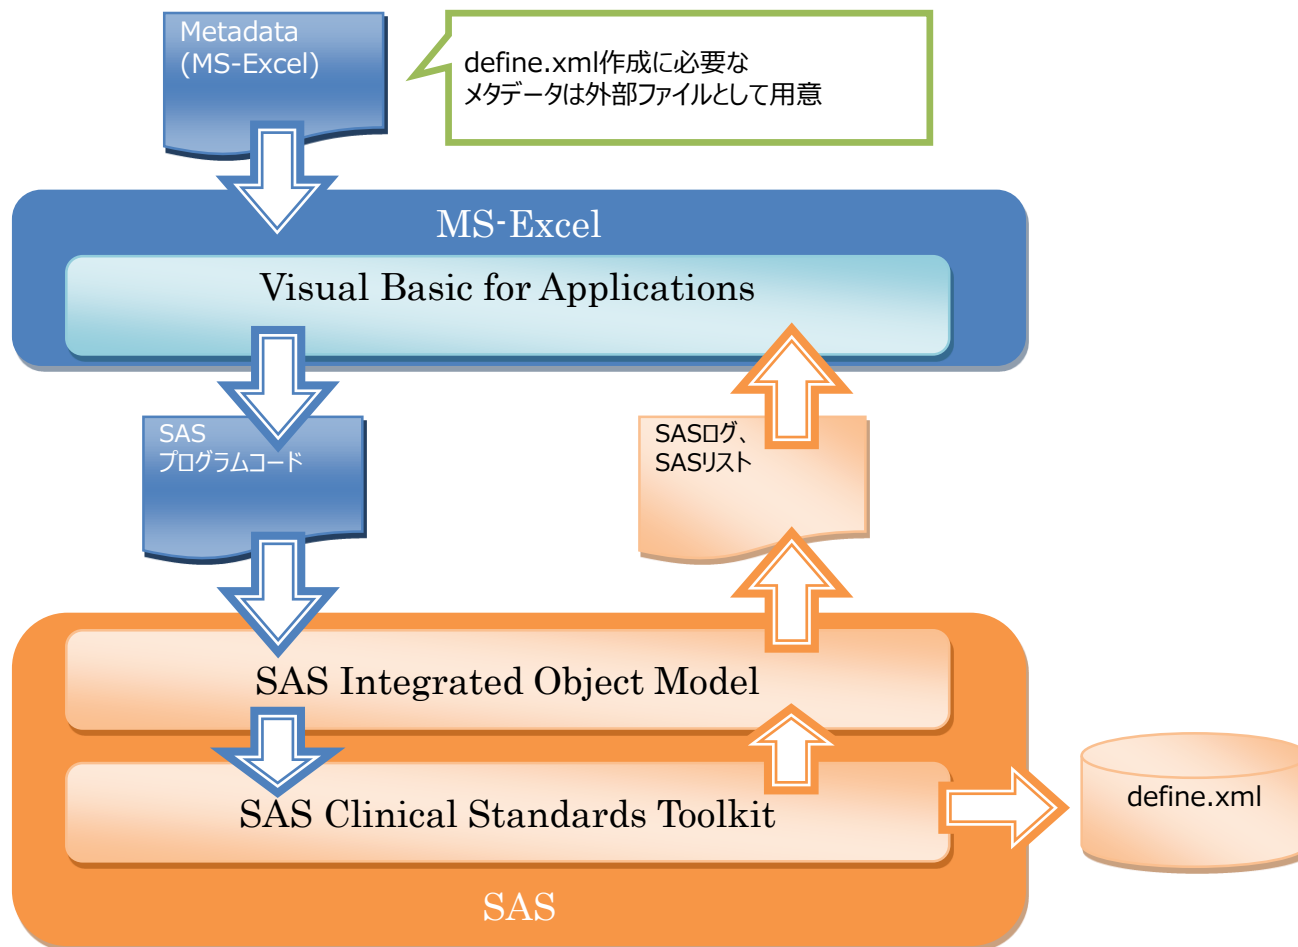 Metadata
(MS-Excel)
define.xml作成に必要な
メタデータは外部ファイルとして用意
MS-Excel
Visual Basic for Applications
SAS
プログラムコード
SASログ、
SASリスト
SAS Integrated Object Model
SAS Clinical Standards Toolkit
define.xml
SAS